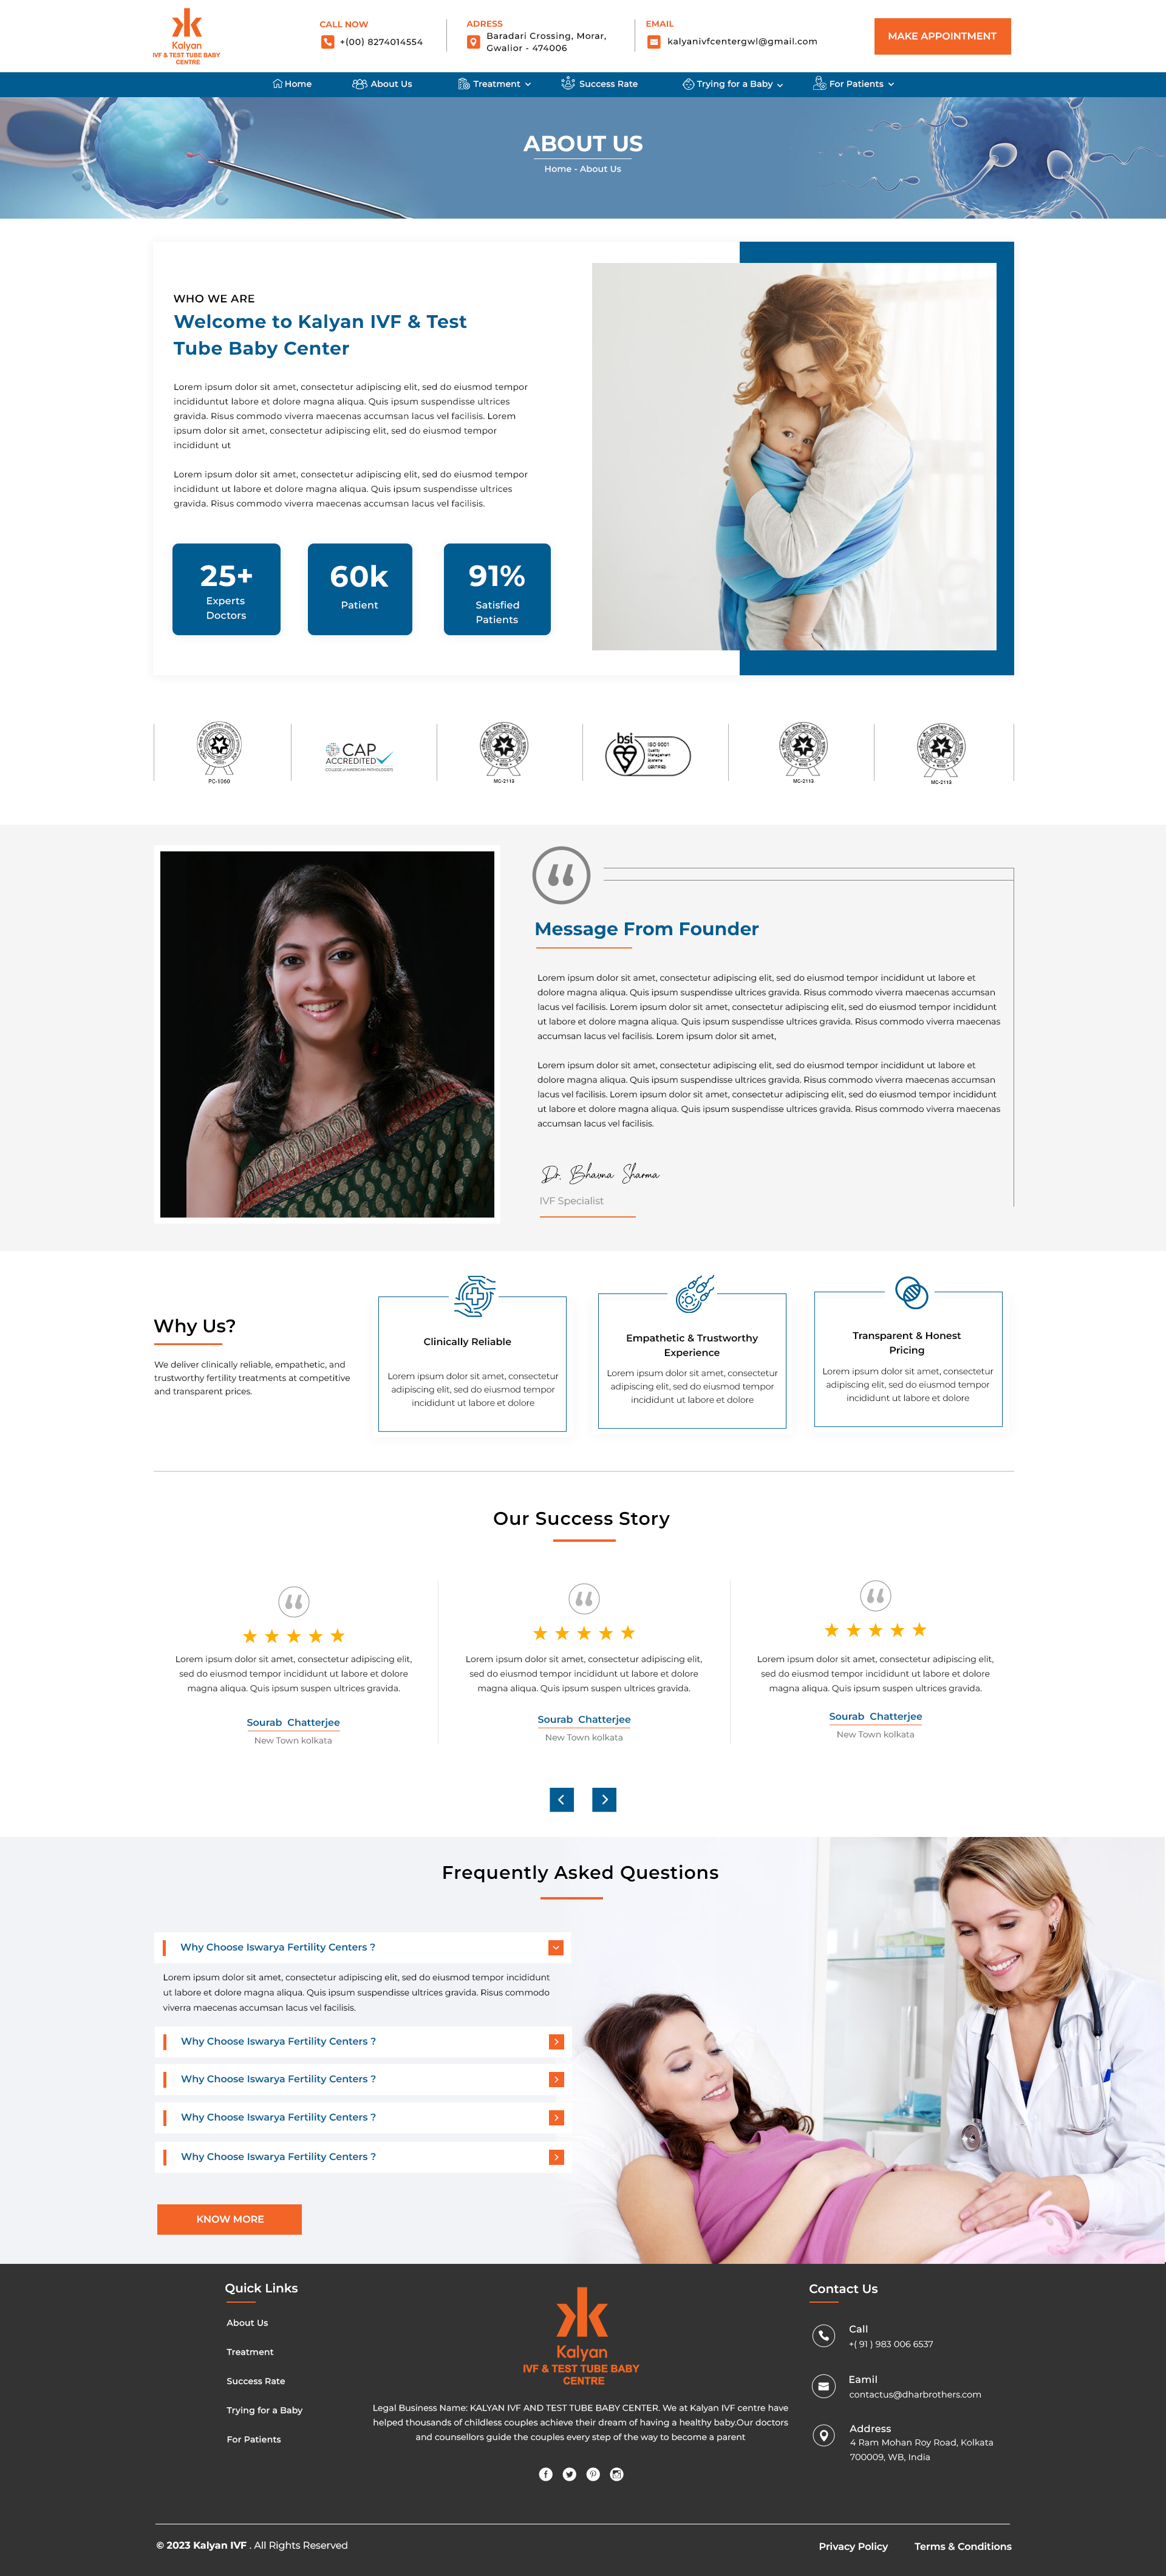 Kalyan
IVF & TEST TUBE BABY
CENTRE
CALL NOW
+(00) 8274014554
ADRESS
Baradari Crossing, Morar,
Gwalior - 474006
EMAIL
kalyanivfcentergwl@gmail.com
MAKE APPOINTMENT
Home
About Us
Treatment
Success Rate
Trying for a Baby
For Patients
ABOUT US
Home - About Us
WHO WE ARE
Welcome to Kalyan IVF & Test
Tube Baby Center
Lorem ipsum dolor sit amet, consectetur adipiscing elit, sed do eiusmod tempor
incididuntut labore et dolore magna aliqua. Quis ipsum suspendisse ultrices
gravida. Risus commodo viverra maecenas accumsan lacus vel facilisis. Lorem
ipsum dolor sit amet, consectetur adipiscing elit, sed do eiusmod tempor
incididunt ut
Lorem ipsum dolor sit amet, consectetur adipiscing elit, sed do eiusmod tempor
incididunt ut labore et dolore magna aliqua. Quis ipsum suspendisse ultrices
gravida. Risus commodo viverra maecenas accumsan lacus vel facilisis.
25+
Experts
Doctors
60k
Patient
91%
Satisfied
Patients
PC-1060
CAP
ACCREDITED
COLLEGE of AMERICAN PATHOLOGISTS
MC-2113
bsi
ISO 9001
Quality
Management
Systems
CERTIFIED
MC-2113
MC-2113
Message From Founder
Lorem ipsum dolor sit amet, consectetur adipiscing elit, sed do eiusmod tempor incididunt ut labore et
dolore magna aliqua. Quis ipsum suspendisse ultrices gravida. Risus commodo viverra maecenas accumsan
lacus vel facilisis. Lorem ipsum dolor sit amet, consectetur adipiscing elit, sed do eiusmod tempor incididunt
ut labore et dolore magna aliqua. Quis ipsum suspendisse ultrices gravida. Risus commodo viverra maecenas
accumsan lacus vel facilisis. Lorem ipsum dolor sit amet,
Lorem ipsum dolor sit amet, consectetur adipiscing elit, sed do eiusmod tempor incididunt ut labore et
dolore magna aliqua. Quis ipsum suspendisse ultrices gravida. Risus commodo viverra maecenas accumsan
lacus vel facilisis. Lorem ipsum dolor sit amet, consectetur adipiscing elit, sed do eiusmod tempor incididunt
ut labore et dolore magna aliqua. Quis ipsum suspendisse ultrices gravida. Risus commodo viverra maecenas
accumsan lacus vel facilisis.
Dr. Bhavna Sharma
IVF Specialist
Why Us?
We deliver clinically reliable, empathetic, and
trustworthy fertility treatments at competitive
and transparent prices.
Clinically Reliable
Lorem ipsum dolor sit amet, consectetur
adipiscing elit, sed do eiusmod tempor
incididunt ut labore et dolore
Empathetic & Trustworthy
Experience
Lorem ipsum dolor sit amet, consectetur
adipiscing elit, sed do eiusmod tempor
incididunt ut labore et dolore
Transparent & Honest
Pricing
Lorem ipsum dolor sit amet, consectetur
adipiscing elit, sed do eiusmod tempor
incididunt ut labore et dolore
Our Success Story
Lorem ipsum dolor sit amet, consectetur adipiscing elit,
sed do eiusmod tempor incididunt ut labore et dolore
magna aliqua. Quis ipsum suspen ultrices gravida.
Sourab Chatterjee
New Town kolkata
Lorem ipsum dolor sit amet, consectetur adipiscing elit,
sed do eiusmod tempor incididunt ut labore et dolore
magna aliqua. Quis ipsum suspen ultrices gravida.
Sourab Chatterjee
New Town kolkata
Lorem ipsum dolor sit amet, consectetur adipiscing elit,
sed do eiusmod tempor incididunt ut labore et dolore
magna aliqua. Quis ipsum suspen ultrices gravida.
Sourab Chatterjee
New Town kolkata
Frequently Asked Questions
Why Choose Iswarya Fertility Centers ?
Lorem ipsum dolor sit amet, consectetur adipiscing elit, sed do eiusmod tempor incididunt
ut labore et dolore magna aliqua. Quis ipsum suspendisse ultrices gravida. Risus commodo
viverra maecenas accumsan lacus vel facilisis.
Why Choose Iswarya Fertility Centers ?
Why Choose Iswarya Fertility Centers ?
Why Choose Iswarya Fertility Centers ?
Why Choose Iswarya Fertility Centers ?
KNOW MORE
Quick Links
About Us
Treatment
Success Rate
Trying for a Baby
For Patients
Kalyan
IVF & TEST TUBE BABY
CENTRE
Legal Business Name: KALYAN IVF AND TEST TUBE BABY CENTER. We at Kalyan IVF centre have
helped thousands of childless couples achieve their dream of having a healthy baby.Our doctors
and counsellors guide the couples every step of the way to become a parent
Contact Us
Call
+( 91 ) 983 006 6537
Eamil
contactus@dharbrothers.com
Address
4 Ram Mohan Roy Road, Kolkata
700009, WB, India
© 2023 Kalyan IVF . All Rights Reserved
Privacy Policy
Terms & Conditions